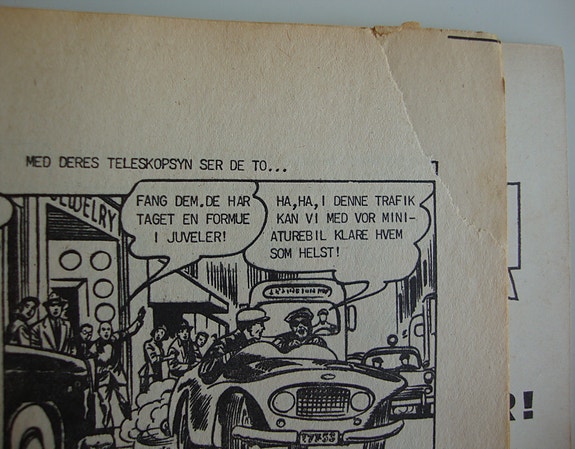 MED DERES TELESKOPSYN SER DE TO...
JEWELRY
FANG DEM, DE HAR
TAGET EN FORMUE
I JUVELER!
HA, HA, I DENNE TRAFIK
KAN VI MED VOR MINI-
ATUREBIL KLARE HVEM
SOM HELST!
R!